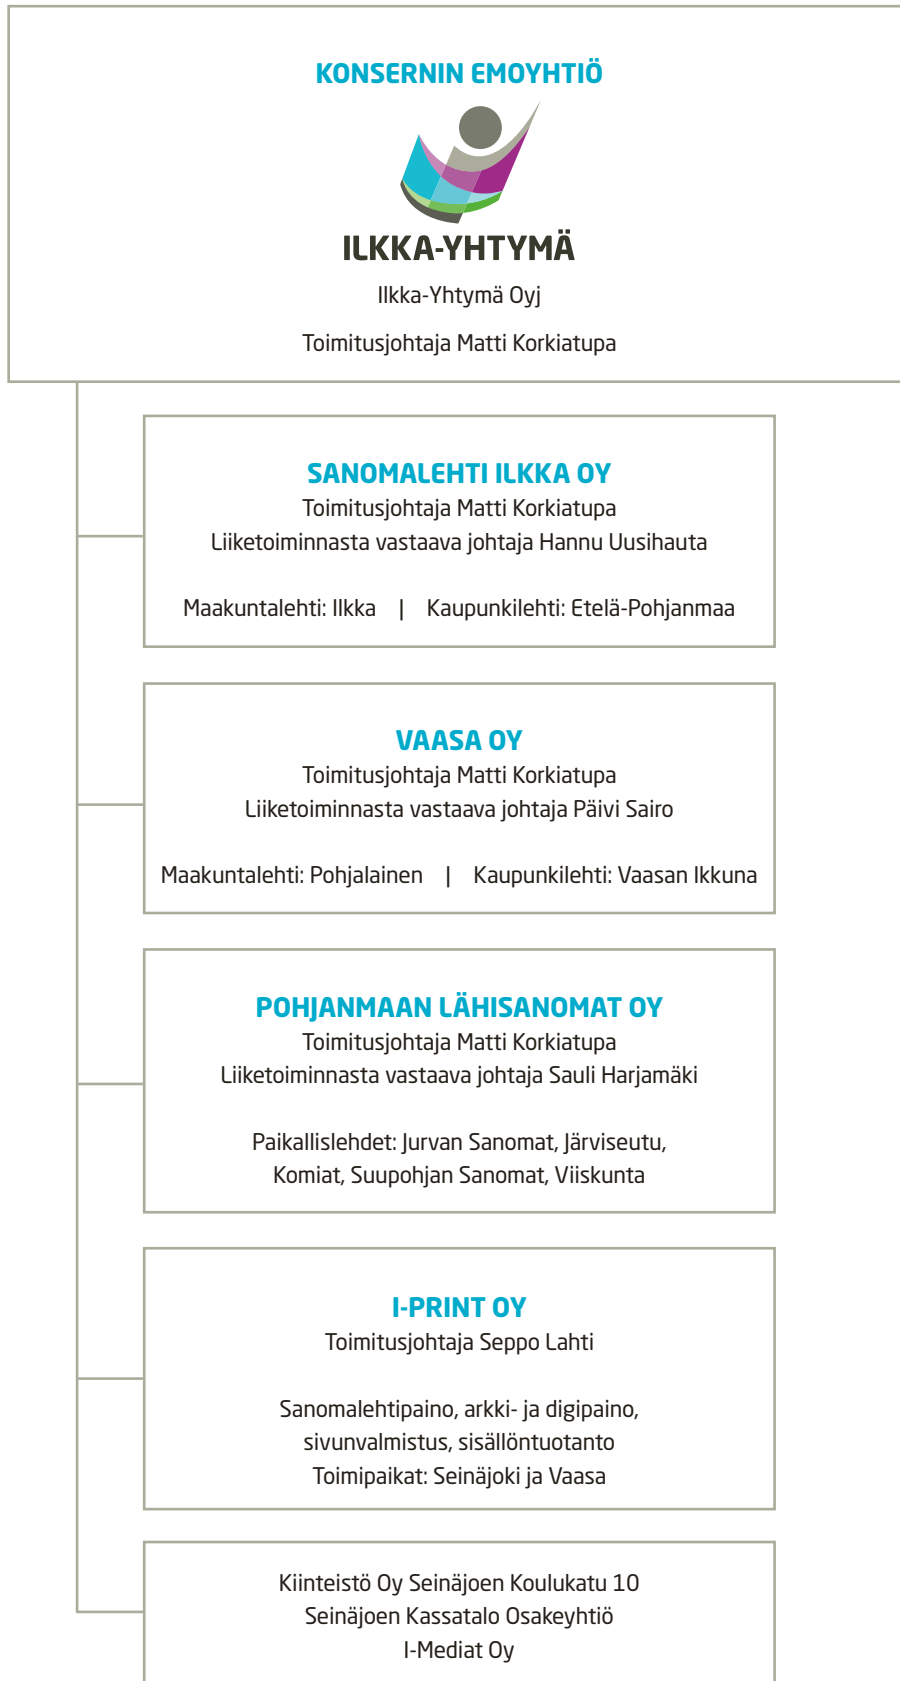 KONSERNIN EMOYHTIÖ
ILKKA-YHTYMÄ
Ilkka-Yhtymä Oyj
Toimitusjohtaja Matti Korkiatupa
SANOMALEHTI ILKKA OY
Toimitusjohtaja Matti Korkiatupa
Liiketoiminnasta vastaava johtaja Hannu Uusihauta
Maakuntalehti: Ilkka | Kaupunkilehti: Etelä-Pohjanmaa
VAASA OY
Toimitusjohtaja Matti Korkiatupa
Liiketoiminnasta vastaava johtaja Päivi Sairo
Maakuntalehti: Pohjalainen | Kaupunkilehti: Vaasan Ikkuna
POHJANMAAN LÄHISANOMAT OY
Toimitusjohtaja Matti Korkiatupa
Liiketoiminnasta vastaava johtaja Sauli Harjamäki
Paikallislehdet: Jurvan Sanomat, Järviseutu,
Komiat, Suupohjan Sanomat, Viiskunta
I-PRINT OY
Toimitusjohtaja Seppo Lahti
Sanomalehtipaino, arkki- ja digipaino,
sivunvalmistus, sisällöntuotanto
Toimipaikat: Seinäjoki ja Vaasa
Kiinteistö Oy Seinäjoen Koulukatu 10
Seinäjoen Kassatalo Osakeyhtiö
I-Mediat Oy